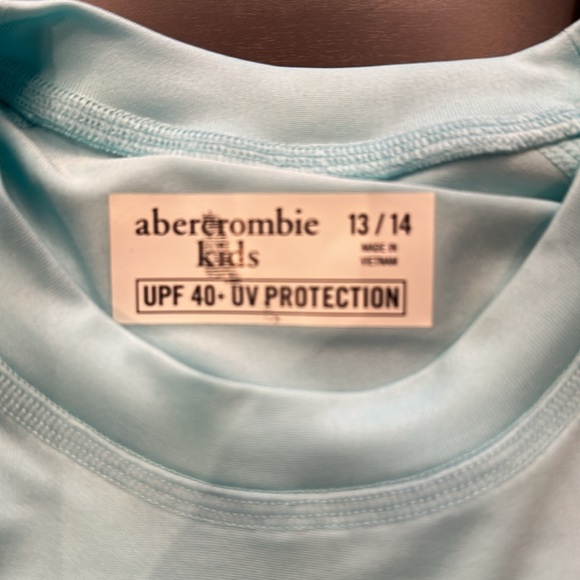 abercrombie
kids
13 / 14
MADE IN
VIETNAM
UPF 40+ UV PROTECTION